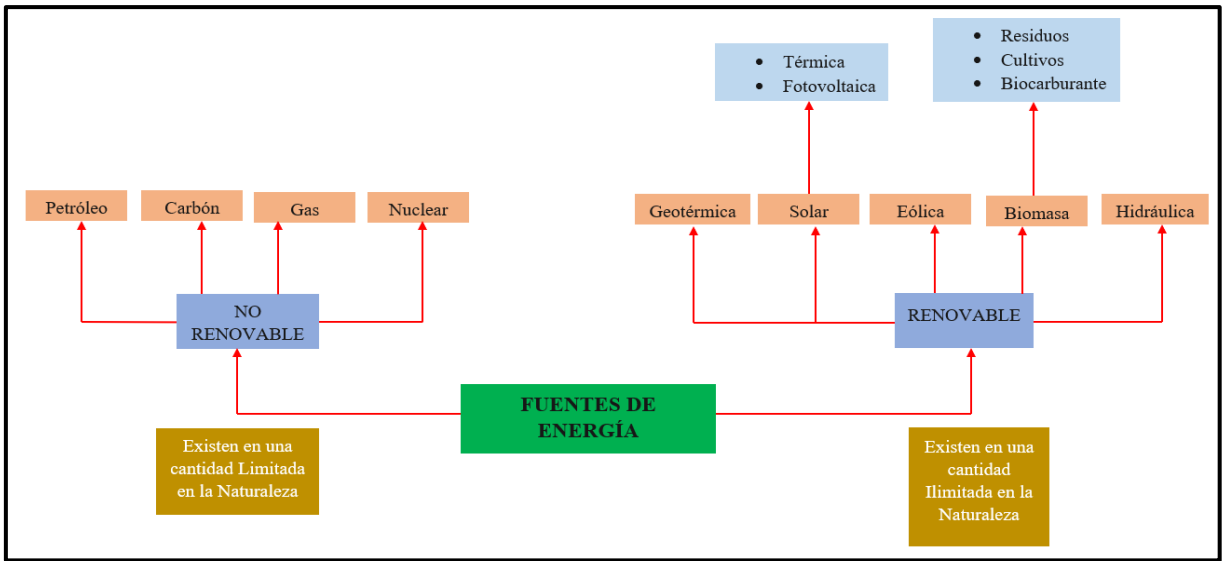 • Residuos
• Cultivos
• Biocarburante
• Térmica
• Fotovoltaica
Petróleo
Carbón
Gas
Nuclear
Geotérmica
Solar
Eólica
Biomasa
Hidráulica
NO
RENOVABLE
RENOVABLE
FUENTES DE
ENERGÍA
Existen en una
cantidad Limitada
en la Naturaleza
Existen en una
cantidad
Ilimitada en la
Naturaleza